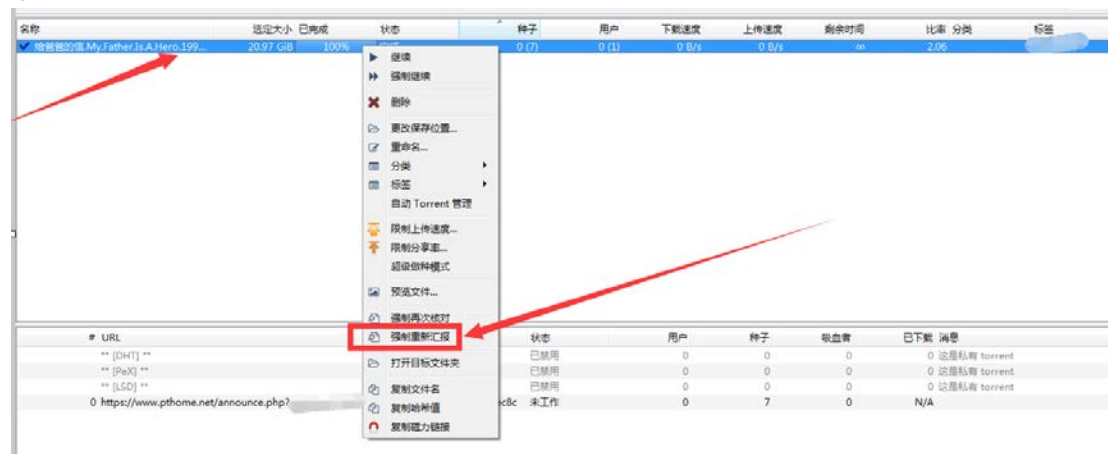 名称 选定大小 已完成 状态 种子 用户 下载速度 上传速度 剩余时间 比率 分类 标签
给爸爸的信.My.Father.Is.A.Hero.199... 20.97 GiB 100% 0 (7) 0 (1) 0 B/s 0 B/s ∞ 2.06
继续
强制继续
删除
更改保存位置...
重命名...
分类
标签
自动 Torrent 管理
限制上传速度...
限制分享率...
超级做种模式
预览文件...
强制再次核对
强制重新汇报
打开目标文件夹
复制文件名
复制哈希值
复制磁力链接
# URL 状态 用户 种子 吸血者 已下载 消息
** [DHT] ** 已禁用 0 0 0 0 这是私有 torrent
** [PeX] ** 已禁用 0 0 0 0 这是私有 torrent
** [LSD] ** 已禁用 0 0 0 0 这是私有 torrent
0 https://www.pthome.net/announce.php? c8c 未工作 0 7 0 N/A